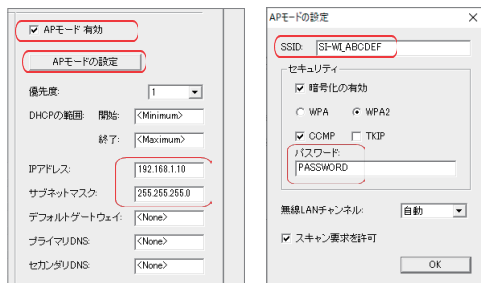 APモード 有効
APモードの設定
優先度: 1
DHCPの範囲: 開始: <Minimum>
終了: <Maximum>
IPアドレス: 192.168.1.10
サブネットマスク: 255.255.255.0
デフォルトゲートウェイ: <None>
プライマリDNS: <None>
セカンダリDNS: <None>
APモードの設定
SSID: SI-WI_ABCDEF
セキュリティ
暗号化の有効
WPA WPA2
CCMP TKIP
パスワード:
PASSWORD
無線LANチャンネル: 自動
スキャン要求を許可
OK